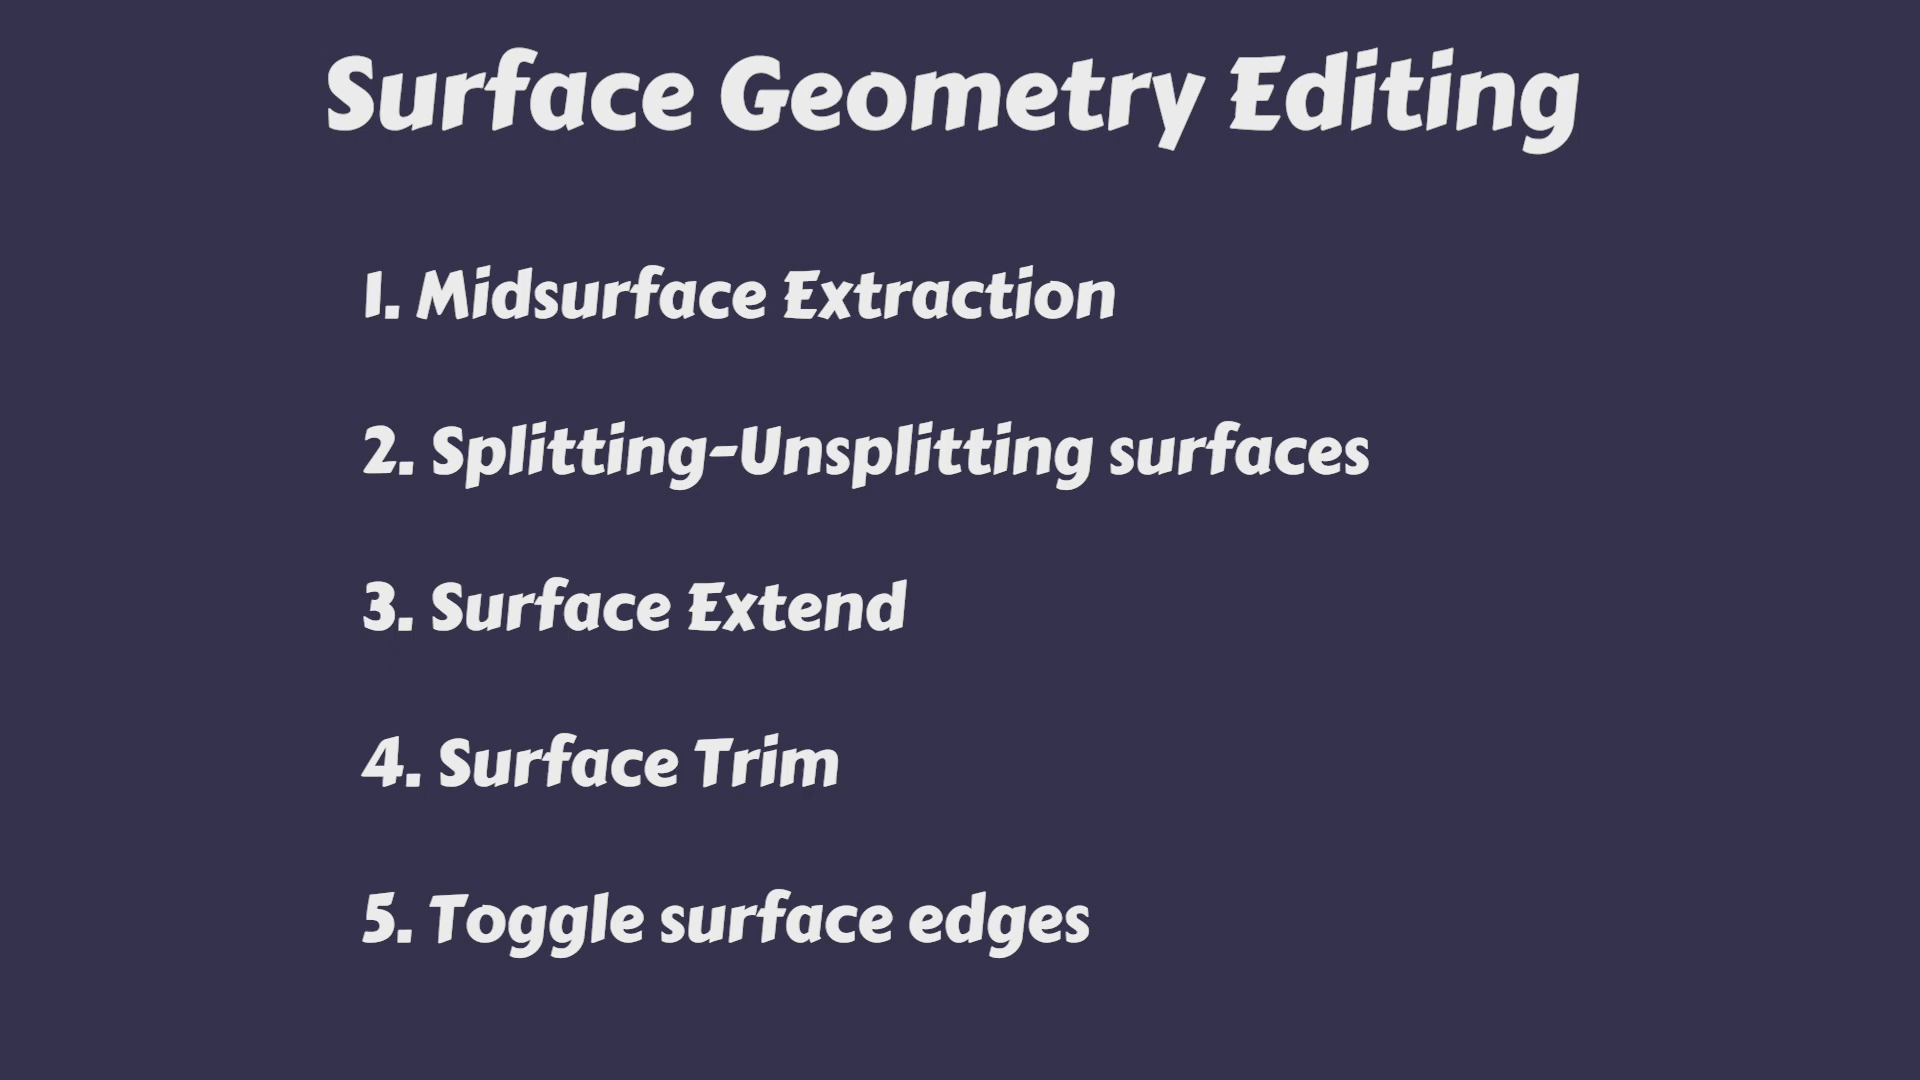 Surface Geometry Editing
1. Midsurface Extraction
2. Splitting-Unsplitting surfaces
3. Surface Extend
4. Surface Trim
5. Toggle surface edges